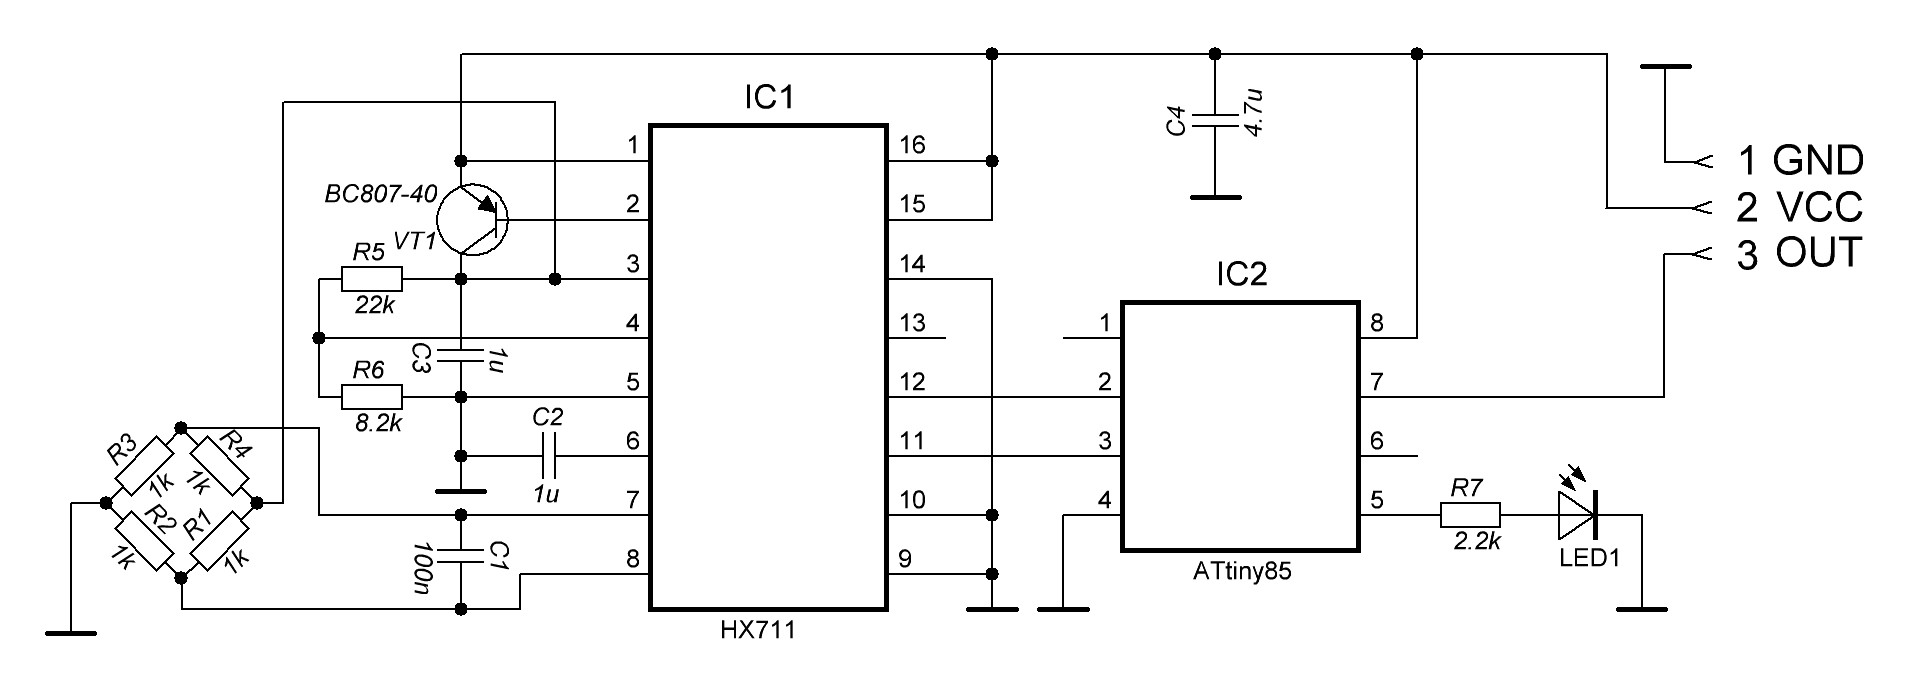 IC1
1
2
3
4
5
6
7
8
16
15
14
13
12
11
10
9
HX711
BC807-40
VT1
R5
22k
R6
8.2k
C3
1u
C2
1u
C1
100n
R3
1k
R4
1k
R2
1k
R1
1k
C4
4.7u
IC2
1
2
3
4
8
7
6
5
ATtiny85
R7
2.2k
LED1
1 GND
2 VCC
3 OUT